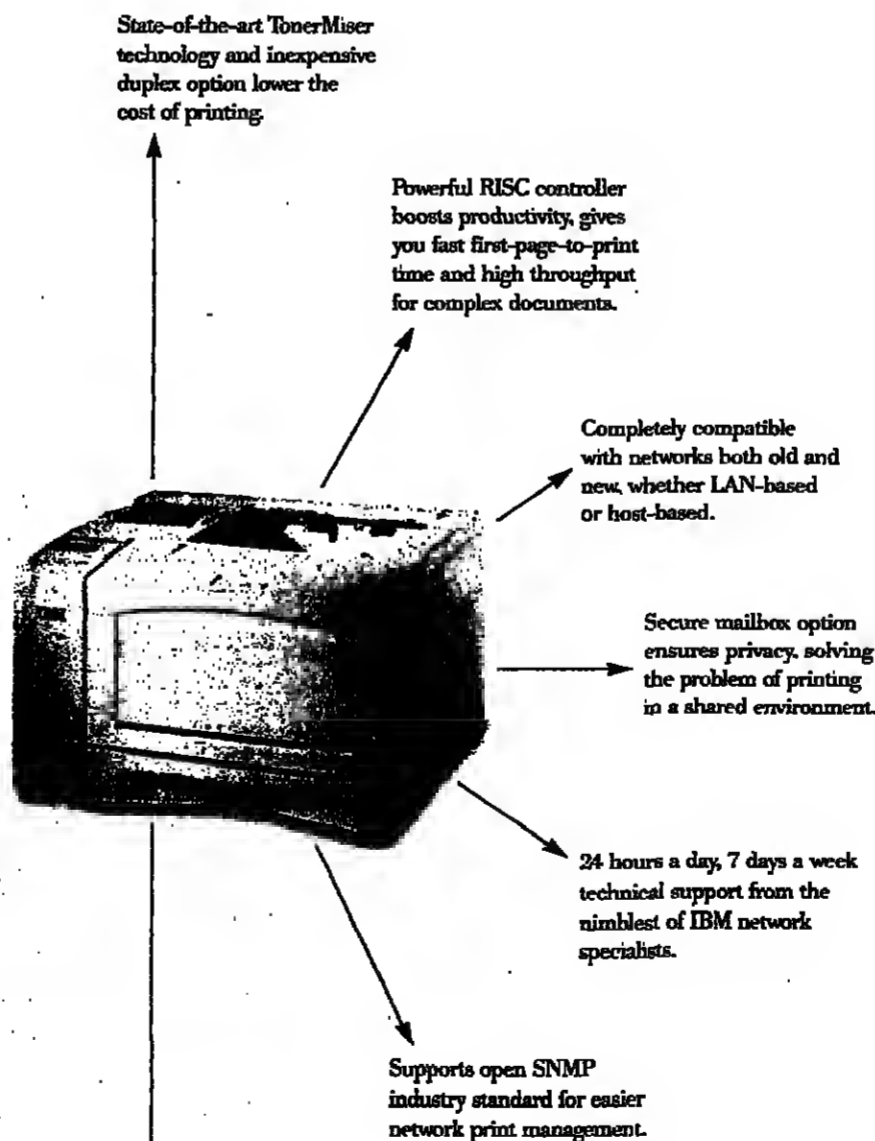 State-of-the-art TonerMiser
technology and inexpensive
duplex option lower the
cost of printing.
Powerful RISC controller
boosts productivity, gives
you fast first-page-to-print
time and high throughput
for complex documents.
Completely compatible
with networks both old and
new, whether LAN-based
or host-based.
Secure mailbox option
ensures privacy, solving
the problem of printing
in a shared environment.
24 hours a day, 7 days a week
technical support from the
nimblest of IBM network
specialists.
Supports open SNMP
industry standard for easier
network print management.